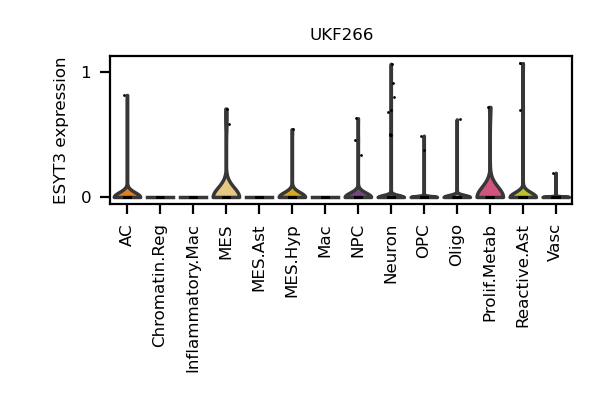 UKF266
ESYT3 expression
1
0
AC
Chromatin.Reg
Inflammatory.Mac
MES
MES.Ast
MES.Hyp
Mac
NPC
Neuron
OPC
Oligo
Prolif.Metab
Reactive.Ast
Vasc